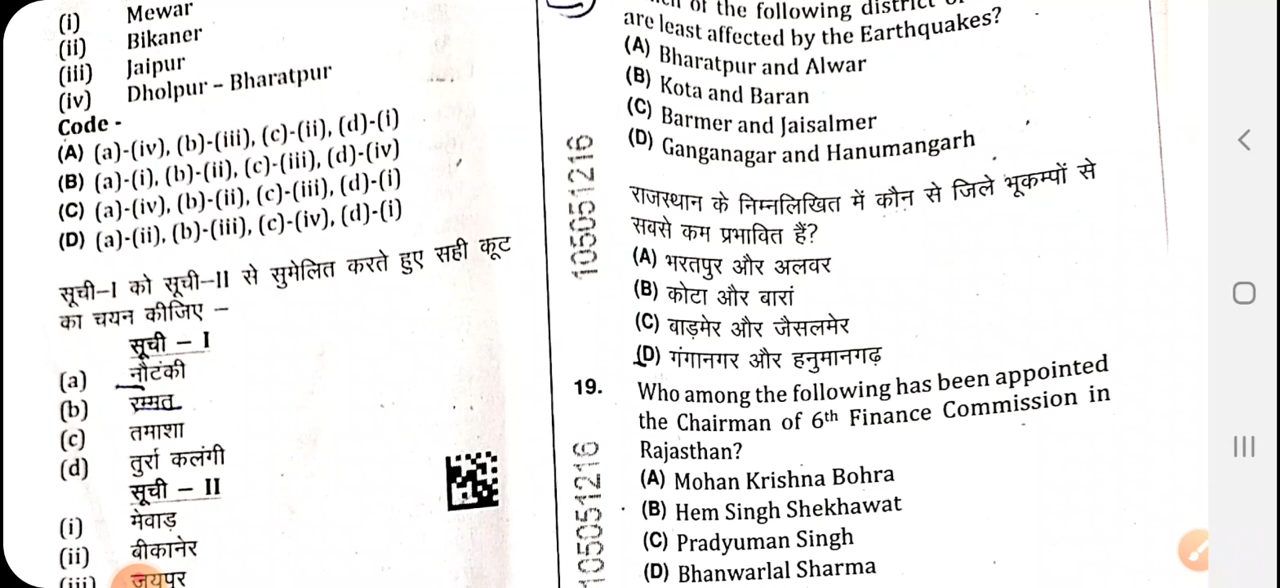 (i) Mewar
(ii) Bikaner
(iii) Jaipur
(iv) Dholpur – Bharatpur
Code -
(A) (a)-(iv), (b)-(iii), (c)-(ii), (d)-(i)
(B) (a)-(i), (b)-(ii), (c)-(iii), (d)-(iv)
(C) (a)-(iv), (b)-(ii), (c)-(iii), (d)-(i)
(D) (a)-(ii), (b)-(iii), (c)-(iv), (d)-(i)
सूची–I को सूची–II से सुमेलित करते हुए सही कूट
का चयन कीजिए –
सूची – I
(a) नौटंकी
(b) रम्मत
(c) तमाशा
(d) तुर्रा कलंगी
सूची – II
(i) मेवाड़
(ii) बीकानेर
(iii) जयपुर
105051216
105051216
of the following district
are least affected by the Earthquakes?
(A) Bharatpur and Alwar
(B) Kota and Baran
(C) Barmer and Jaisalmer
(D) Ganganagar and Hanumangarh
राजस्थान के निम्नलिखित में कौन से जिले भूकम्पों से
सबसे कम प्रभावित हैं?
(A) भरतपुर और अलवर
(B) कोटा और बारां
(C) वाड़मेर और जैसलमेर
(D) गंगानगर और हनुमानगढ़
19. Who among the following has been appointed
the Chairman of 6th Finance Commission in
Rajasthan?
(A) Mohan Krishna Bohra
(B) Hem Singh Shekhawat
(C) Pradyuman Singh
(D) Bhanwarlal Sharma